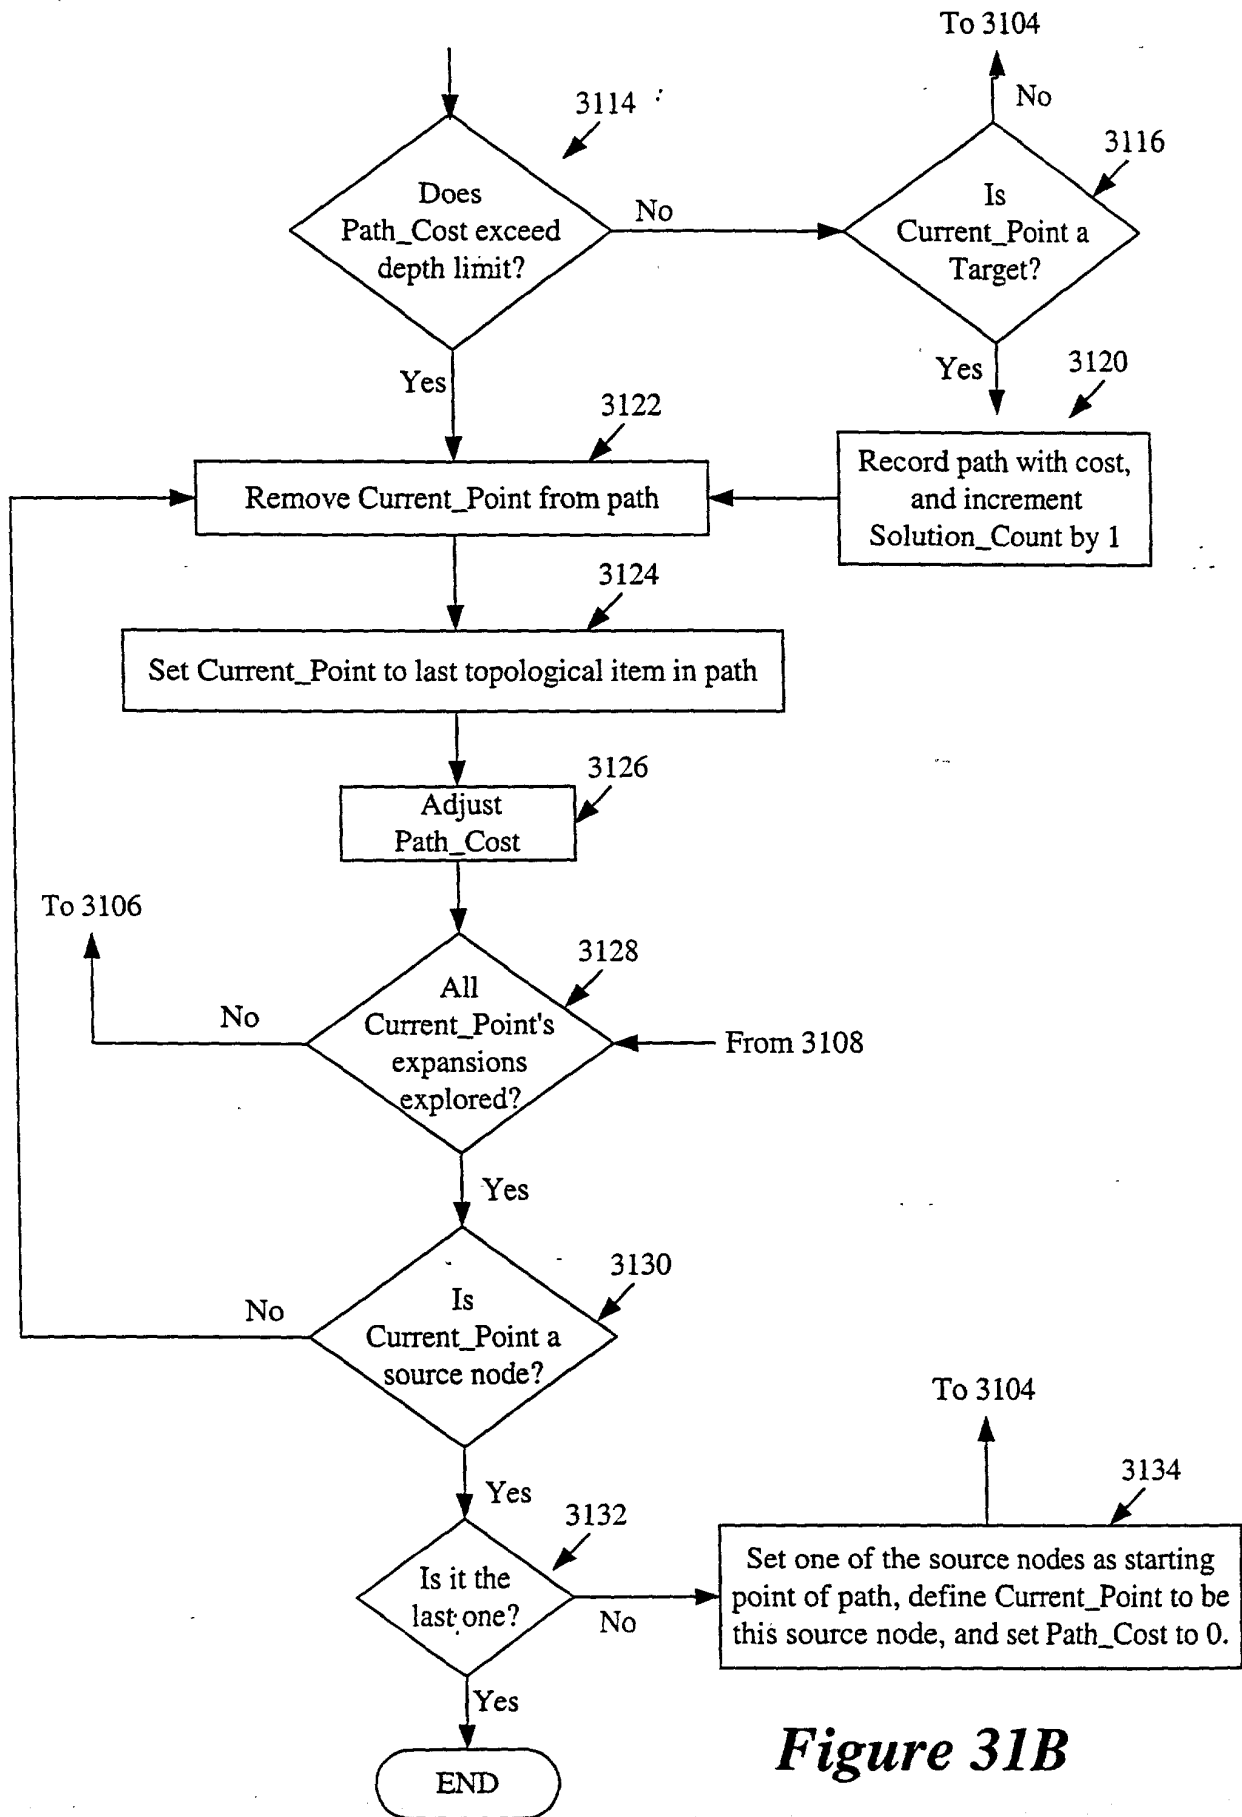 To 3104
No
3114
3116
Does
Path_Cost exceed
depth limit?
No
Is
Current_Point a
Target?
Yes
Yes
3120
3122
Record path with cost,
and increment
Solution_Count by 1
Remove Current_Point from path
3124
Set Current_Point to last topological item in path
3126
Adjust
Path_Cost
To 3106
3128
All
Current_Point's
expansions
explored?
No
From 3108
Yes
3130
Is
Current_Point a
source node?
No
To 3104
Yes
3134
3132
Is it the
last one?
No
Set one of the source nodes as starting
point of path, define Current_Point to be
this source node, and set Path_Cost to 0.
Yes
END
Figure 31B